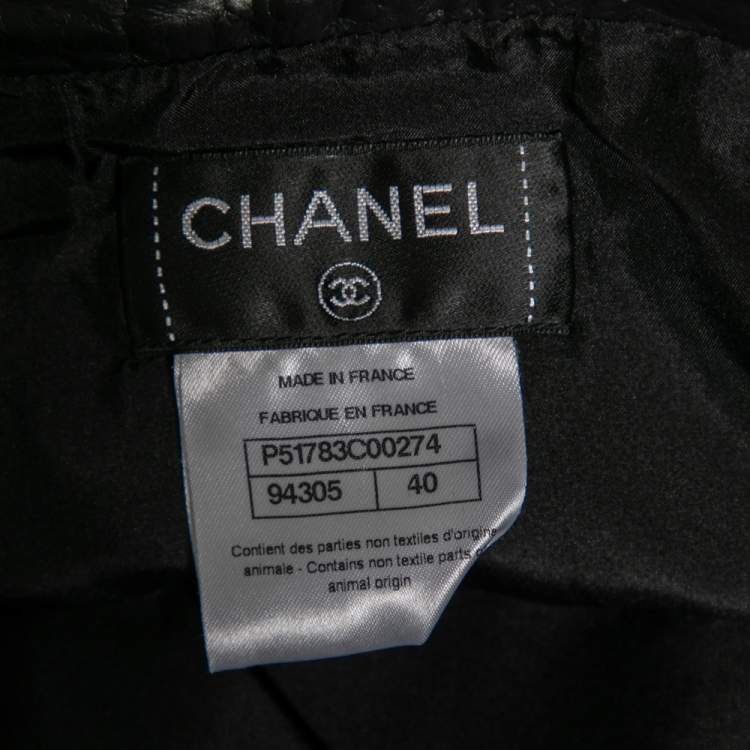 CHANEL
MADE IN FRANCE
FABRIQUE EN FRANCE
P51783C00274
94305 40
Contient des parties non textiles d'origine
animale - Contains non textile parts
animal origin